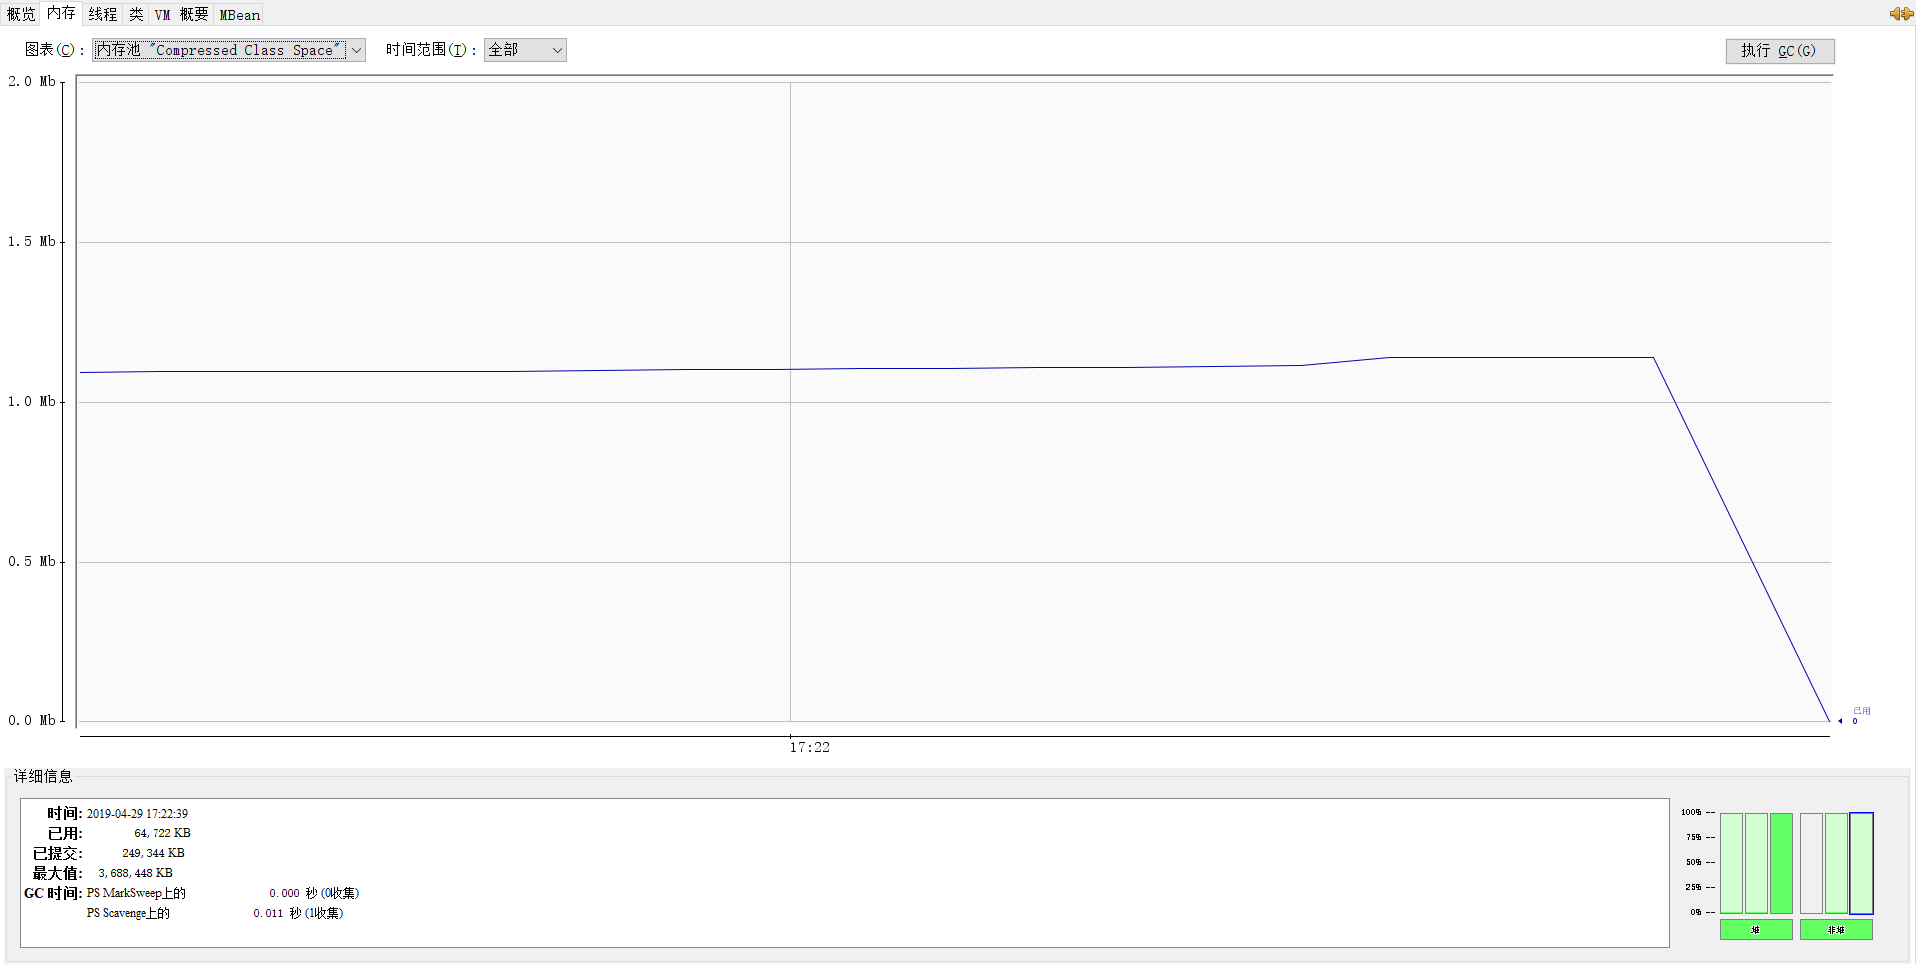 概览 内存 线程 类 VM 概要 MBean
图表(C): 内存池 "Compressed Class Space" 时间范围(T): 全部 执行 GC(G)
2.0 Mb
1.5 Mb
1.0 Mb
0.5 Mb
0.0 Mb
已用
0
17:22
详细信息
时间: 2019-04-29 17:22:39
已用: 64,722 KB
已提交: 249,344 KB
最大值: 3,688,448 KB
GC 时间: PS MarkSweep上的 0.000 秒 (0收集)
PS Scavenge上的 0.011 秒 (1收集)
100% --
75% --
50% --
25% --
0% --
堆 非堆